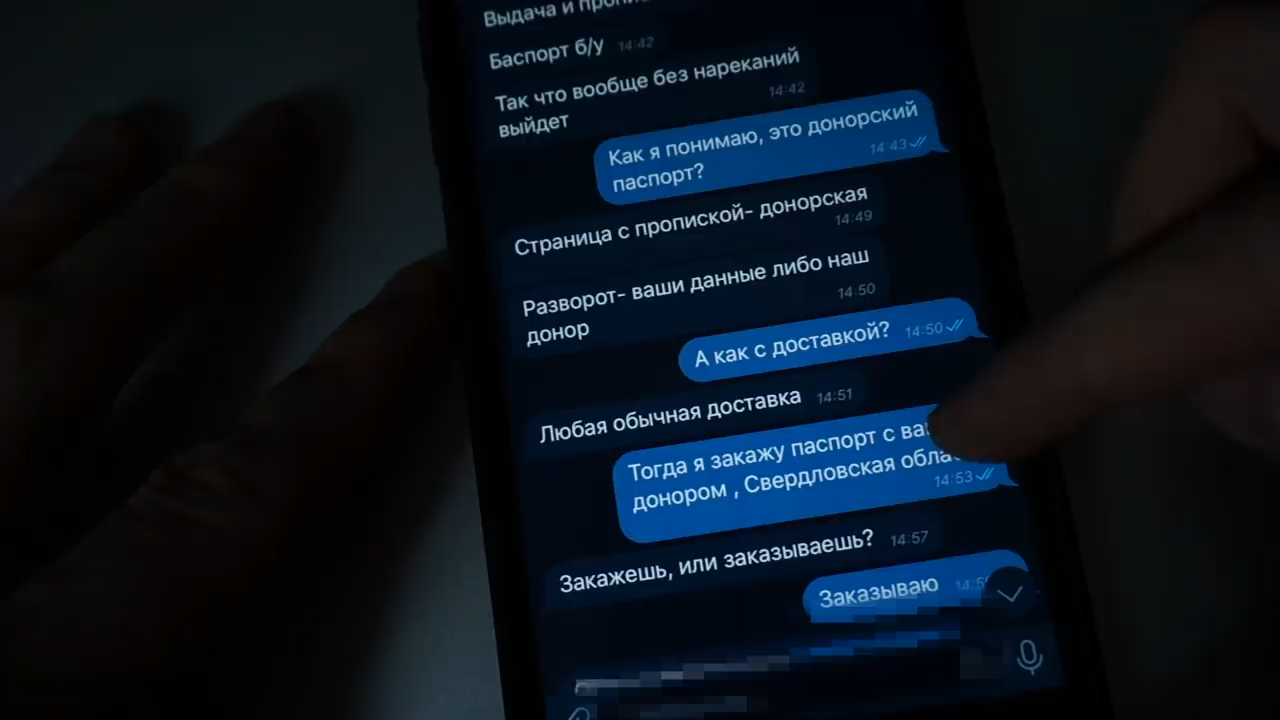 Выдача и
Баспорт б/у 14:42
Так что вообще без нареканий
выйдет 14:42
Как я понимаю, это донорский
паспорт? 14:43
Страница с пропиской- донорская
14:49
Разворот- ваши данные либо наш
донор 14:50
А как с доставкой? 14:50
Любая обычная доставка 14:51
Тогда я закажу паспорт с
донором , Свердловская
14:53
Закажешь, или заказываешь? 14:57
Заказываю